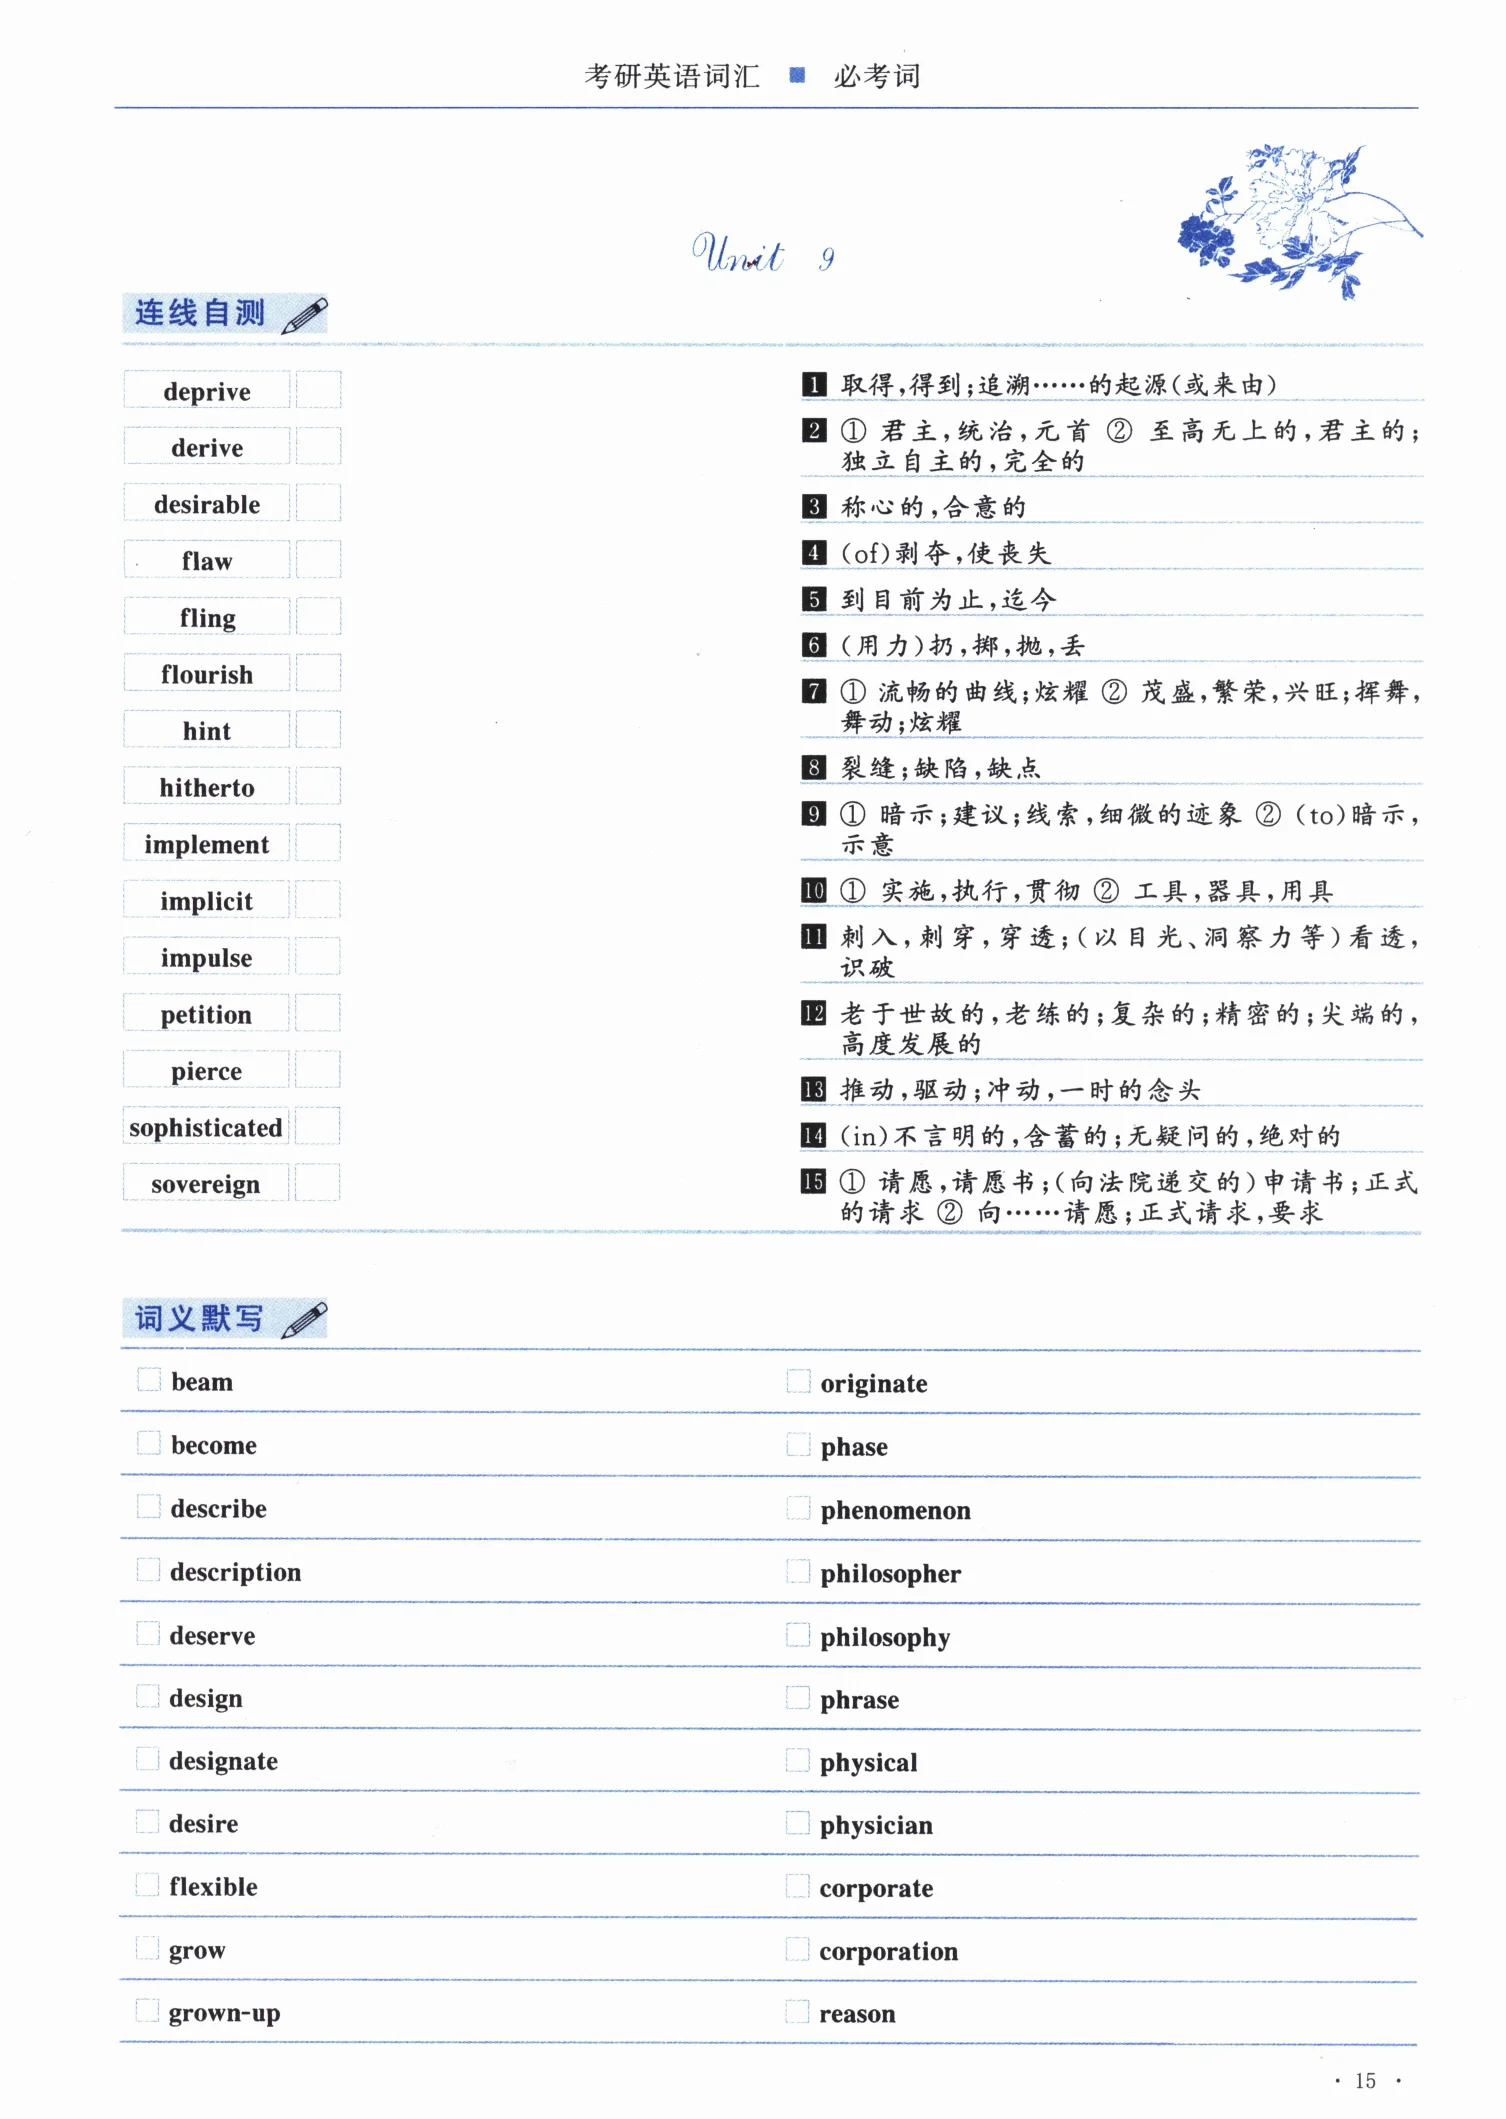 考研英语词汇 ■ 必考词
Unit 9
连线自测
deprive
derive
desirable
flaw
fling
flourish
hint
hitherto
implement
implicit
impulse
petition
pierce
sophisticated
sovereign
1 取得,得到;追溯……的起源(或来由)
2 ① 君主,统治,元首 ② 至高无上的,君主的;
独立自主的,完全的
3 称心的,合意的
4 (of)剥夺,使丧失
5 到目前为止,迄今
6 (用力)扔,掷,抛,丢
7 ① 流畅的曲线;炫耀 ② 茂盛,繁荣,兴旺;挥舞,
舞动;炫耀
8 裂缝;缺陷,缺点
9 ① 暗示;建议;线索,细微的迹象 ② (to)暗示,
示意
10 ① 实施,执行,贯彻 ② 工具,器具,用具
11 刺入,刺穿,穿透;(以目光、洞察力等)看透,
识破
12 老于世故的,老练的;复杂的;精密的;尖端的,
高度发展的
13 推动,驱动;冲动,一时的念头
14 (in)不言明的,含蓄的;无疑问的,绝对的
15 ① 请愿,请愿书;(向法院递交的)申请书;正式
的请求 ② 向……请愿;正式请求,要求
词义默写
beam
become
describe
description
deserve
design
designate
desire
flexible
grow
grown-up
originate
phase
phenomenon
philosopher
philosophy
phrase
physical
physician
corporate
corporation
reason
· 15 ·